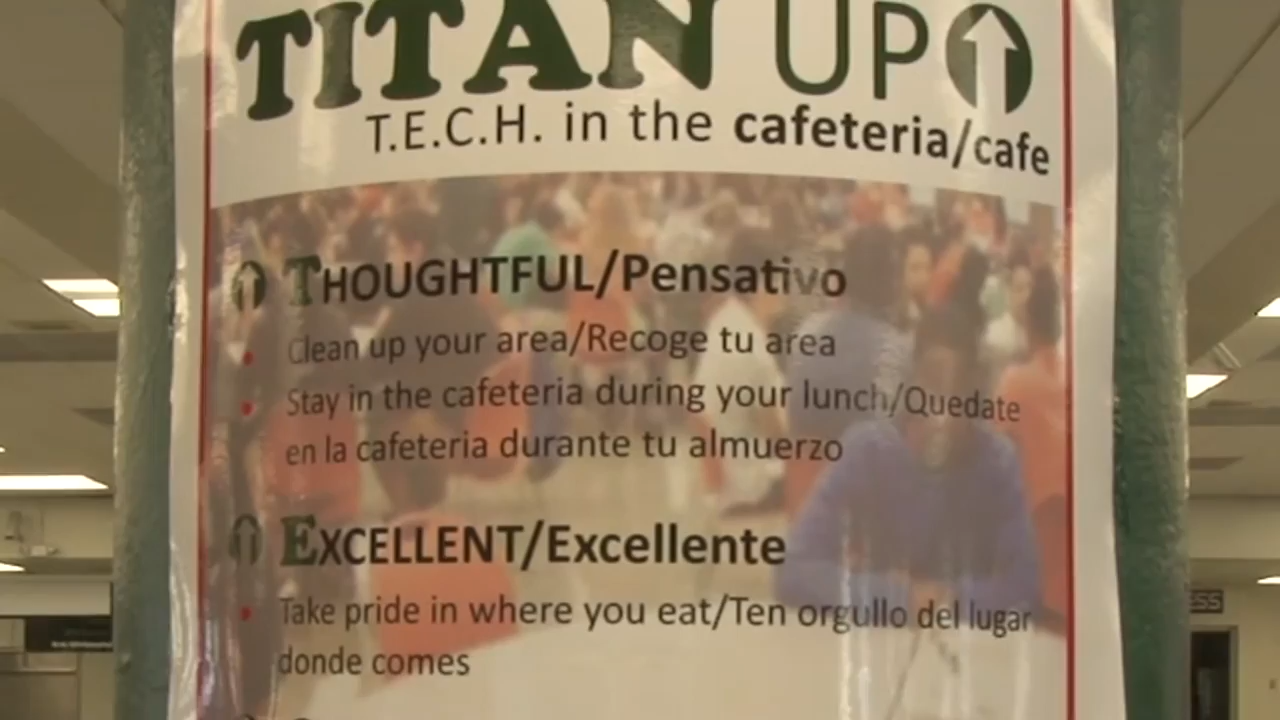 TITAN UP
T.E.C.H. in the cafeteria/cafe
THOUGHTFUL/Pensativo
• Clean up your area/Recoge tu area
• Stay in the cafeteria during your lunch/Quedate
en la cafeteria durante tu almuerzo
EXCELLENT/Excellente
• Take pride in where you eat/Ten orgullo del lugar
donde comes